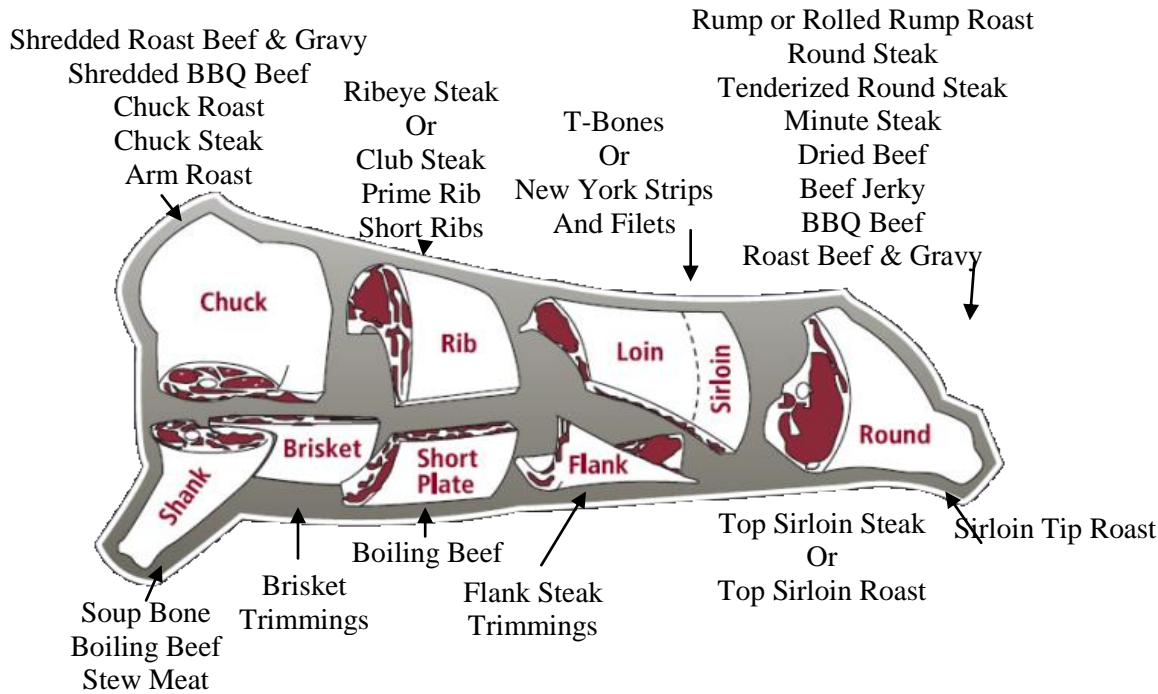 Shredded Roast Beef & Gravy
Shredded BBQ Beef
Chuck Roast
Chuck Steak
Arm Roast
Ribeye Steak
Or
Club Steak
Prime Rib
Short Ribs
T-Bones
Or
New York Strips
And Filets
Rump or Rolled Rump Roast
Round Steak
Tenderized Round Steak
Minute Steak
Dried Beef
Beef Jerky
BBQ Beef
Roast Beef & Gravy
Chuck
Rib
Loin
Sirloin
Round
Shank
Brisket
Short
Plate
Flank
Soup Bone
Boiling Beef
Stew Meat
Brisket
Trimmings
Boiling Beef
Flank Steak
Trimmings
Top Sirloin Steak
Or
Top Sirloin Roast
Sirloin Tip Roast